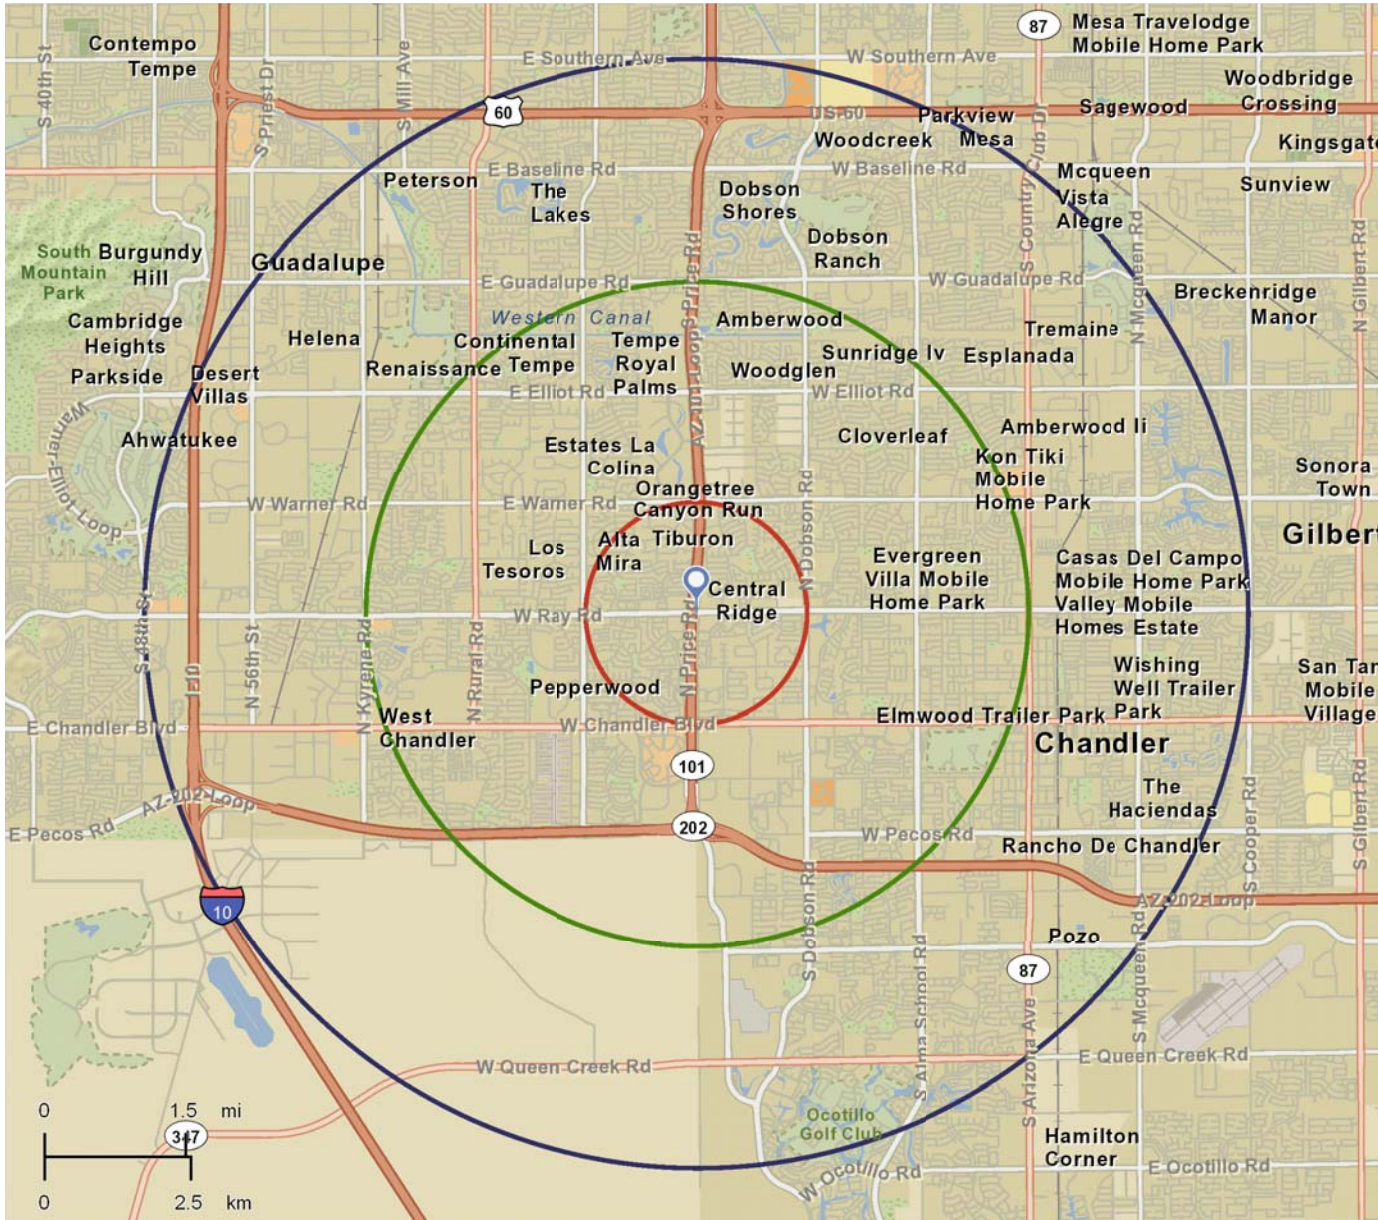 Contempo
Tempe
S 40th St
S Priest Dr
S Mill Ave
E Southern Ave
W Southern Ave
87
Mesa Travelodge
Mobile Home Park
Woodbridge
Crossing
60
US-60
Parkview
Mesa
Sagewood
Woodcreek
Kingsgate
S Country Club Dr
E Baseline Rd
W Baseline Rd
Peterson
The
Lakes
Dobson
Shores
Mcqueen
Vista
Alegre
Sunview
South
Mountain
Park
Burgundy
Hill
Guadalupe
Dobson
Ranch
E Guadalupe Rd
W Guadalupe Rd
S Price Rd
N Mcqueen Rd
N Gilbert Rd
Breckenridge
Manor
Cambridge
Heights
Helena
Western Canal
Continental
Tempe
Tempe
Royal
Palms
Amberwood
Sunridge Iv
Esplanada
Tremaine
Parkside
Desert
Villas
Renaissance
Woodglen
E Elliot Rd
W Elliot Rd
AZ-101-Loop
Warner-Elliot Loop
Ahwatukee
Estates La
Colina
Cloverleaf
Amberwood Ii
Kon Tiki
Mobile
Home Park
Sonora
Town
W Warner Rd
E Warner Rd
Orangetree
Canyon Run
N Dobson Rd
Gilbert
Los
Tesoros
Alta
Mira
Tiburon
Evergreen
Villa Mobile
Home Park
Casas Del Campo
Mobile Home Park
Valley Mobile
Homes Estate
Central
Ridge
W Ray Rd
S 48th St
I-10
N 56th St
N Kyrene Rd
N Rural Rd
N Price Rd
Wishing
Well Trailer
Park
San Tan
Mobile
Village
Pepperwood
E Chandler Blvd
West
Chandler
W Chandler Blvd
Elmwood Trailer Park
Chandler
101
The
Haciendas
AZ-202-Loop
E Pecos Rd
202
W Pecos Rd
Rancho De Chandler
S Cooper Rd
S Gilbert Rd
10
AZ-202-Loop
S Dobson Rd
S Alma School Rd
Pozo
87
S Mcqueen Rd
S Arizona Ave
W Queen Creek Rd
E Queen Creek Rd
0 1.5 mi
347
0 2.5 km
Ocotillo
Golf Club
Hamilton
Corner
W Ocotillo Rd
E Ocotillo Rd